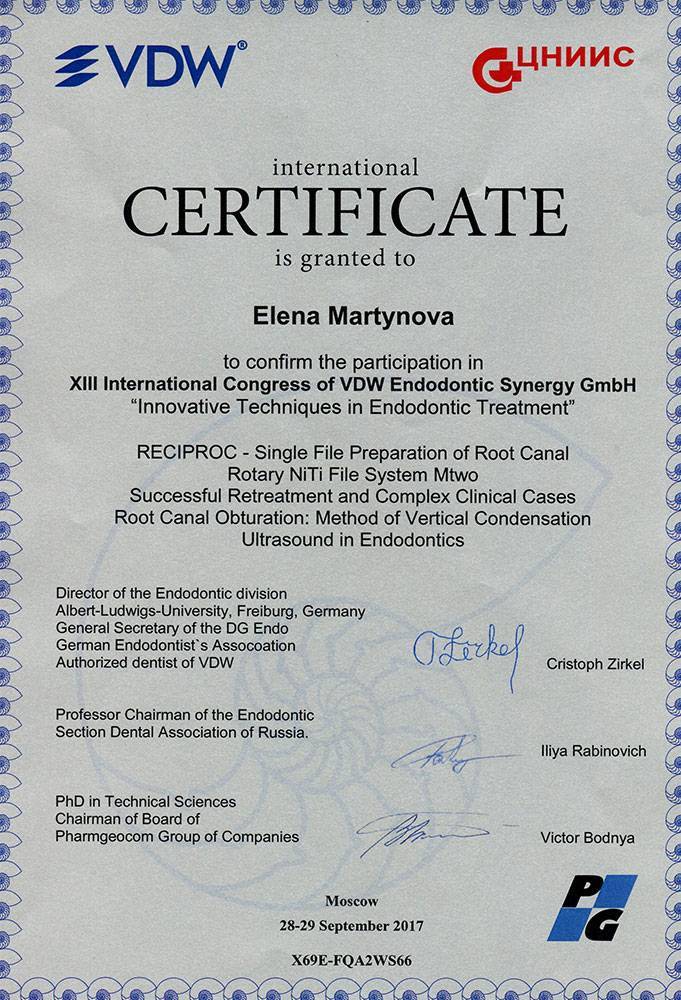 VDW®
ЦНИИС
international
CERTIFICATE
is granted to
Elena Martynova
to confirm the participation in
XIII International Congress of VDW Endodontic Synergy GmbH
“Innovative Techniques in Endodontic Treatment”
RECIPROC - Single File Preparation of Root Canal
Rotary NiTi File System Mtwo
Successful Retreatment and Complex Clinical Cases
Root Canal Obturation: Method of Vertical Condensation
Ultrasound in Endodontics
Director of the Endodontic division
Albert-Ludwigs-University, Freiburg, Germany
General Secretary of the DG Endo
German Endodontist`s Assocoation
Authorized dentist of VDW
Zirkel
Cristoph Zirkel
Professor Chairman of the Endodontic
Section Dental Association of Russia.
Iliya Rabinovich
PhD in Technical Sciences
Chairman of Board of
Pharmgeocom Group of Companies
Victor Bodnya
PG
Moscow
28-29 September 2017
X69E-FQA2WS66